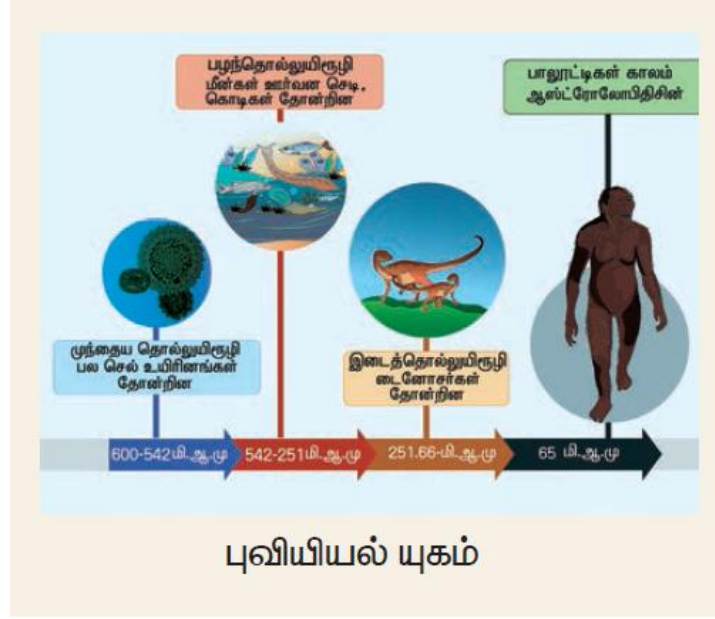 பழந்தொல்லுயிரூழி
மீன்கள் ஊர்வன செடி,
கொடிகள் தோன்றின
பாலூட்டிகள் காலம்
ஆஸ்ட்ரோலோபிதிசின்
முந்தைய தொல்லுயிரூழி
பல செல் உயிரினங்கள்
தோன்றின
இடைத்தொல்லுயிரூழி
டைனோசர்கள்
தோன்றின
600-542மி.ஆ.மு
542-251மி.ஆ.மு
251.66-மி.ஆ.மு
65 மி.ஆ.மு
புவியியல் யுகம்